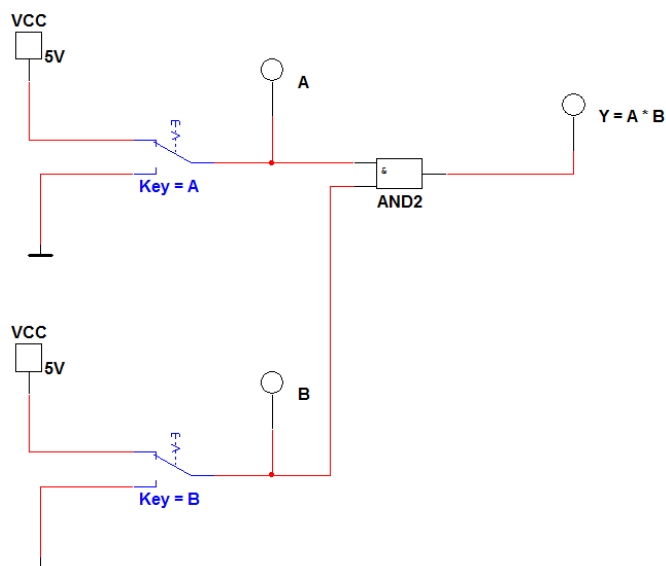 VCC
5V
A
Y = A * B
Key = A
&
AND2
VCC
5V
B
Key = B